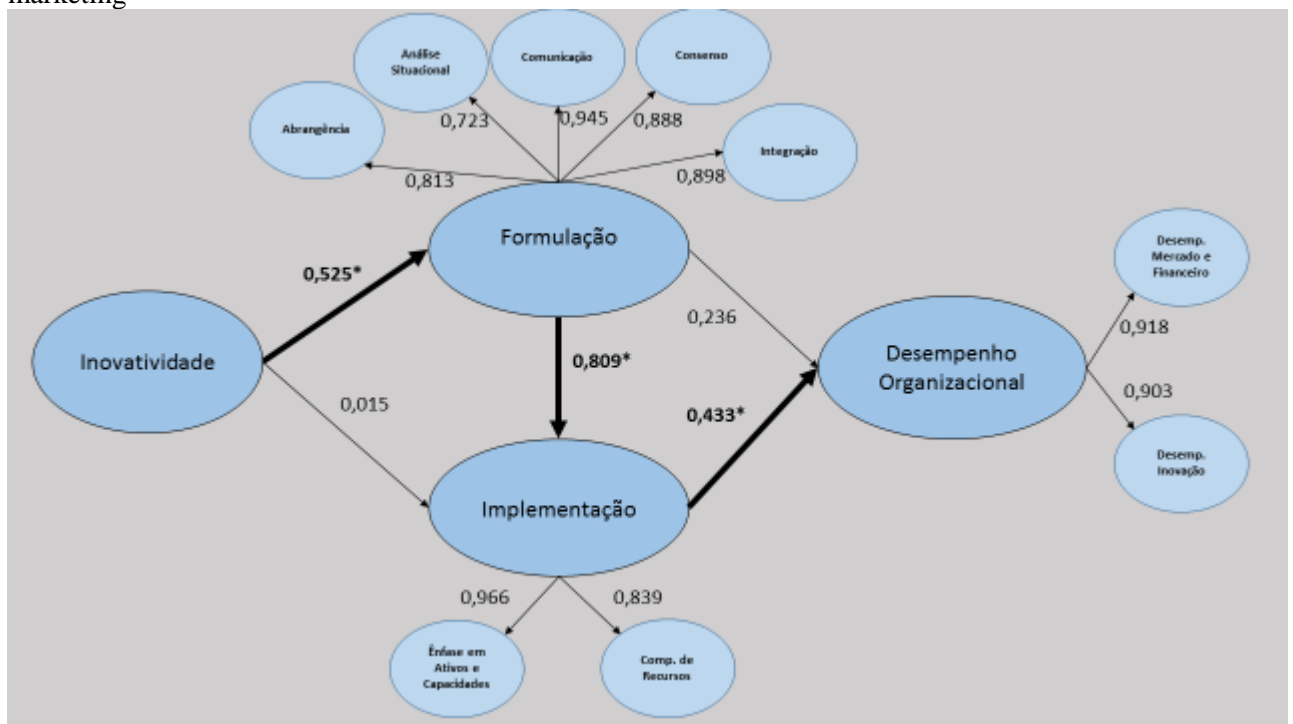 marketing
Análise
Situacional
Comunicação
Consenso
Abrangência
Integração
0,723
0,945
0,888
0,813
0,898
Formulação
Desemp.
Mercado e
Financeiro
0,525*
0,236
0,918
Inovatividade
0,809*
Desempenho
Organizacional
0,015
0,433*
0,903
Desemp.
Inovação
Implementação
0,966
0,839
Ênfase em
Ativos e
Capacidades
Comp. de
Recursos